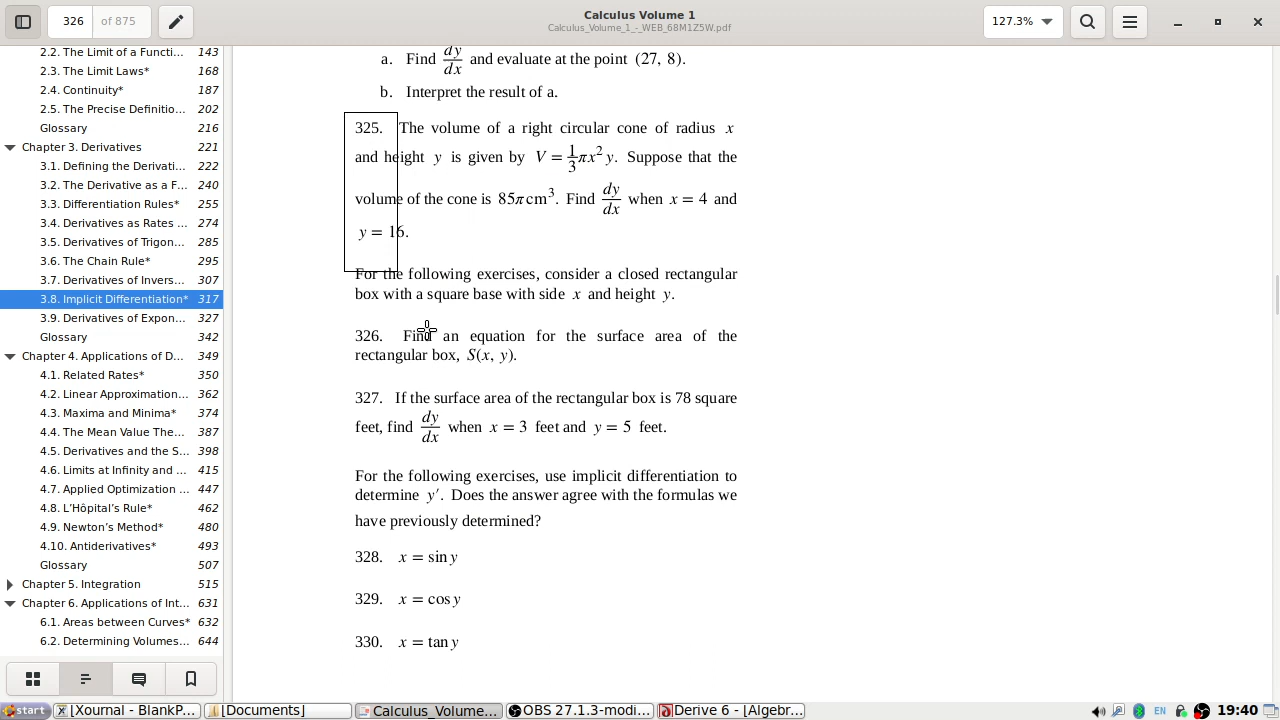 326 of 875
Calculus Volume 1
Calculus_Volume_1_-_WEB_68M1Z5W.pdf
127.3%
2.2. The Limit of a Functi... 143
2.3. The Limit Laws* 168
2.4. Continuity* 187
2.5. The Precise Definitio... 202
Glossary 216
Chapter 3. Derivatives 221
3.1. Defining the Derivati... 222
3.2. The Derivative as a F... 240
3.3. Differentiation Rules* 255
3.4. Derivatives as Rates ... 274
3.5. Derivatives of Trigon... 285
3.6. The Chain Rule* 295
3.7. Derivatives of Invers... 307
3.8. Implicit Differentiation* 317
3.9. Derivatives of Expon... 327
Glossary 342
Chapter 4. Applications of D... 349
4.1. Related Rates* 350
4.2. Linear Approximation... 362
4.3. Maxima and Minima* 374
4.4. The Mean Value The... 387
4.5. Derivatives and the S... 398
4.6. Limits at Infinity and ... 415
4.7. Applied Optimization ... 447
4.8. L’Hôpital’s Rule* 462
4.9. Newton’s Method* 480
4.10. Antiderivatives* 493
Glossary 507
Chapter 5. Integration 515
Chapter 6. Applications of Int... 631
6.1. Areas between Curves* 632
6.2. Determining Volumes... 644
a. Find dy/dx and evaluate at the point (27, 8).
b. Interpret the result of a.
325. The volume of a right circular cone of radius x
and height y is given by V = 1/3 πx² y. Suppose that the
volume of the cone is 85π cm³. Find dy/dx when x = 4 and
y = 16.
For the following exercises, consider a closed rectangular
box with a square base with side x and height y.
326. Find an equation for the surface area of the
rectangular box, S(x, y).
327. If the surface area of the rectangular box is 78 square
feet, find dy/dx when x = 3 feet and y = 5 feet.
For the following exercises, use implicit differentiation to
determine y′. Does the answer agree with the formulas we
have previously determined?
328. x = sin y
329. x = cos y
330. x = tan y
start [Xournal - BlankP... [Documents] Calculus_Volume... OBS 27.1.3-modi... Derive 6 - [Algebr... EN 19:40